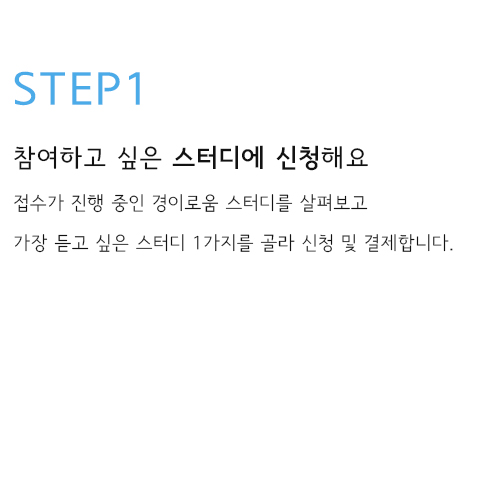 STEP1
참여하고 싶은 스터디에 신청해요
접수가 진행 중인 경이로움 스터디를 살펴보고
가장 듣고 싶은 스터디 1가지를 골라 신청 및 결제합니다.